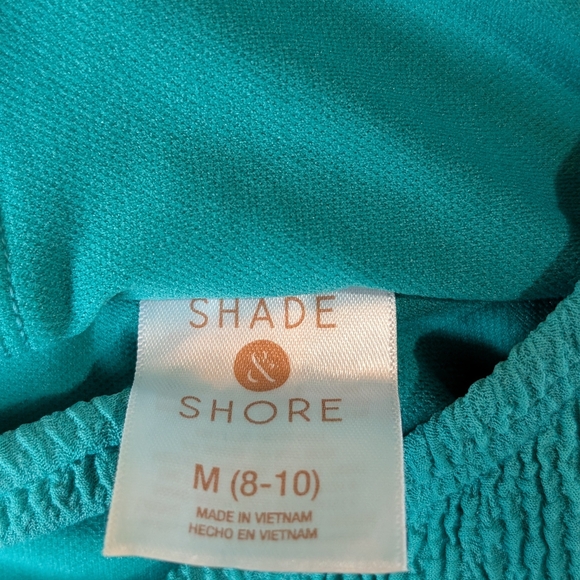 SHADE
&
SHORE
M (8-10)
MADE IN VIETNAM
HECHO EN VIETNAM